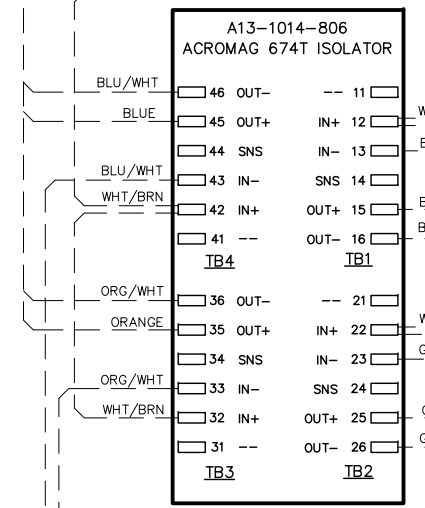 A13-1014-806
ACROMAG 674T ISOLATOR
BLU/WHT 46 OUT- -- 11
BLUE 45 OUT+ IN+ 12
44 SNS IN- 13
BLU/WHT 43 IN- SNS 14
WHT/BRN 42 IN+ OUT+ 15
41 -- OUT- 16
TB4 TB1
ORG/WHT 36 OUT- -- 21
ORANGE 35 OUT+ IN+ 22
34 SNS IN- 23
ORG/WHT 33 IN- SNS 24
WHT/BRN 32 IN+ OUT+ 25
31 -- OUT- 26
TB3 TB2